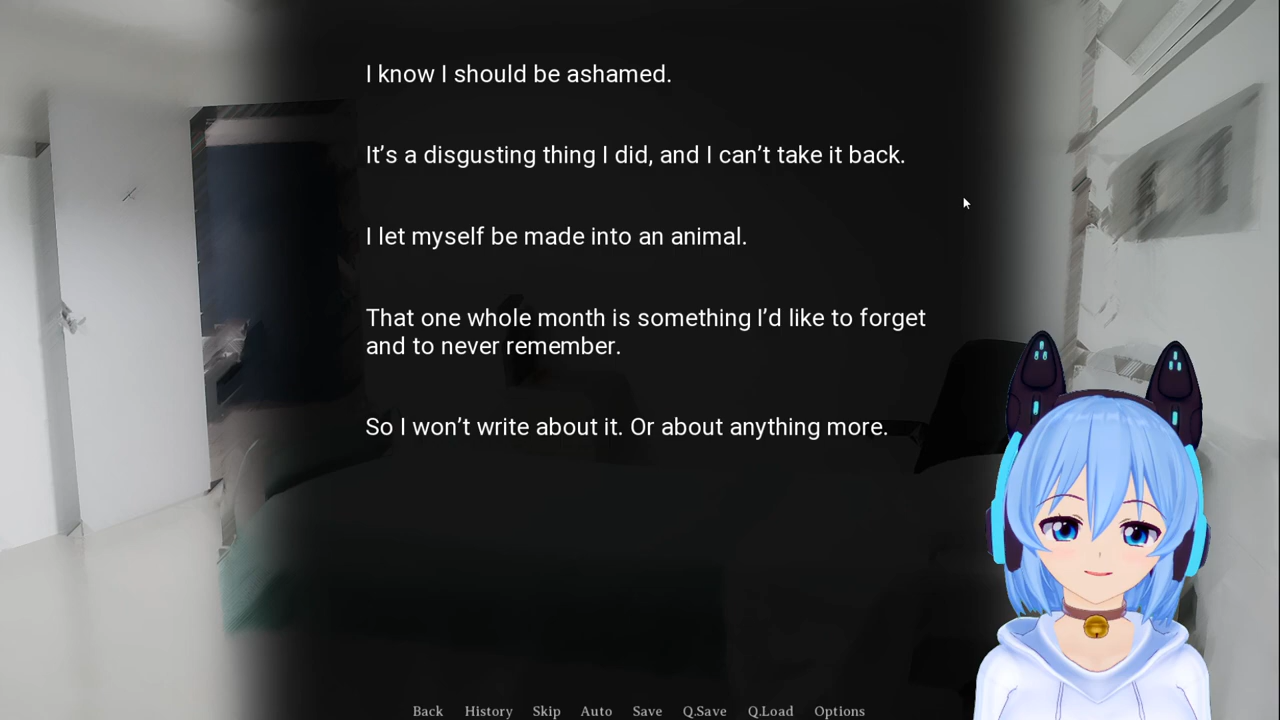 I know I should be ashamed.
It’s a disgusting thing I did, and I can’t take it back.
I let myself be made into an animal.
That one whole month is something I’d like to forget
and to never remember.
So I won’t write about it. Or about anything more.
Back History Skip Auto Save Q.Save Q.Load Options